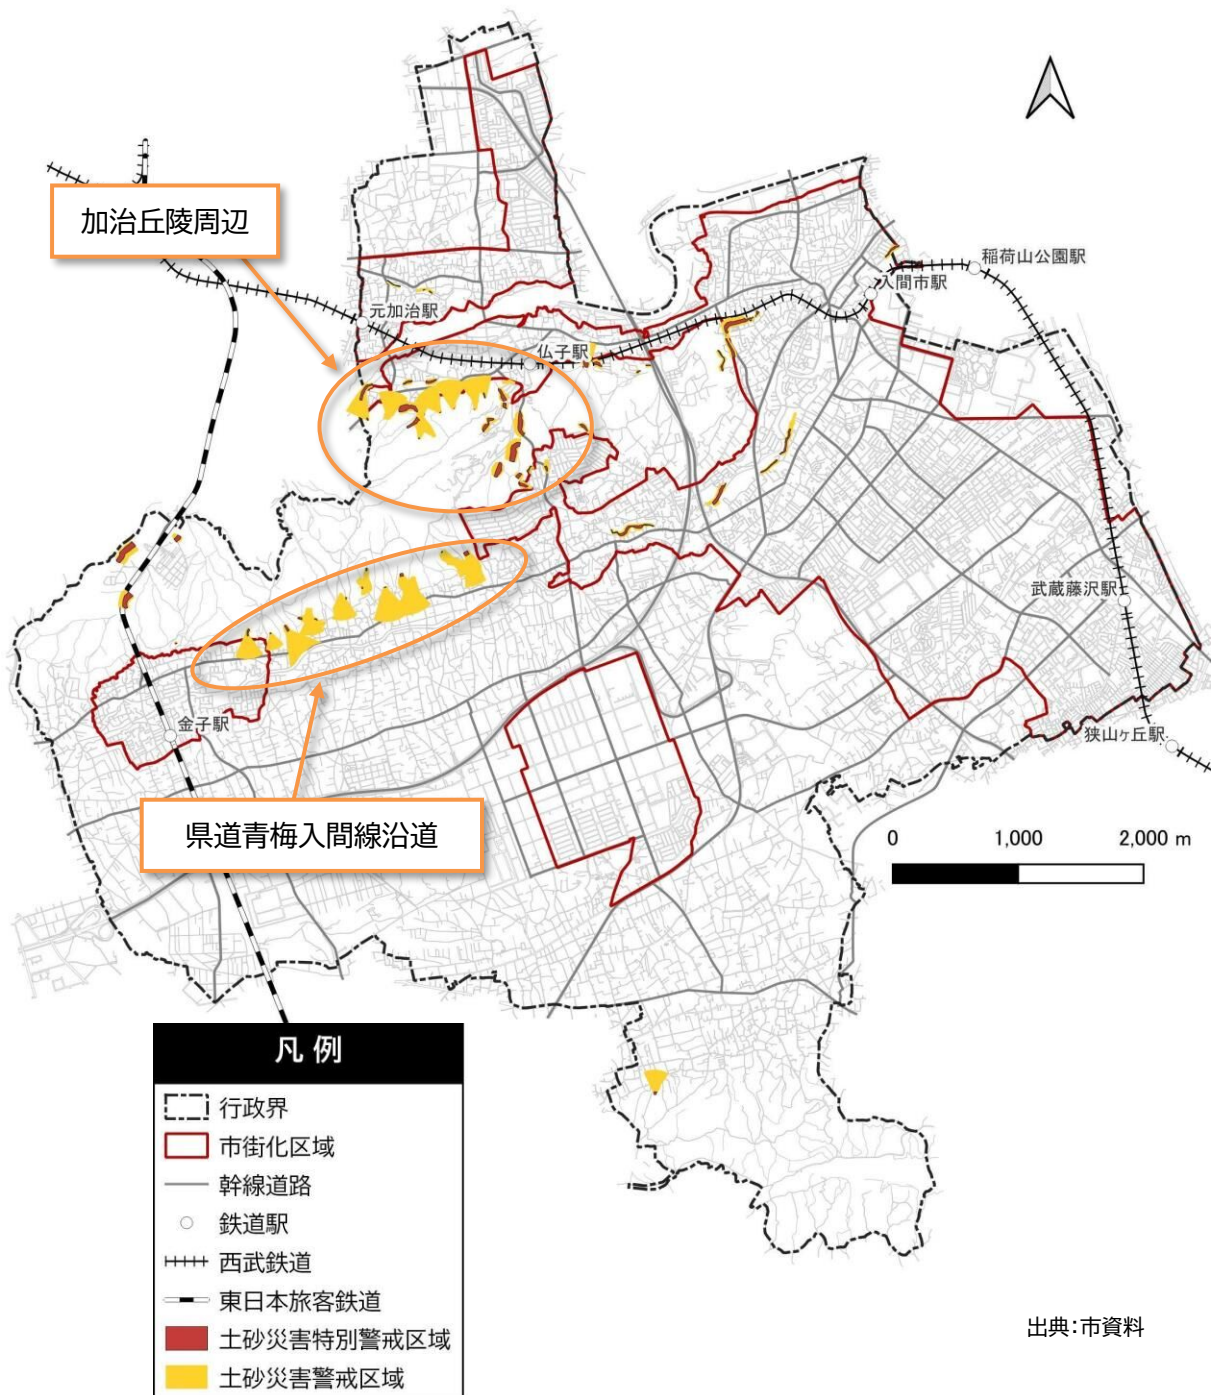 加治丘陵周辺
稲荷山公園駅
入間市駅
元加治駅
仏子駅
武蔵藤沢駅
金子駅
狭山ヶ丘駅
県道青梅入間線沿道
0 1,000 2,000 m
凡例
行政界
市街化区域
幹線道路
鉄道駅
西武鉄道
東日本旅客鉄道
土砂災害特別警戒区域
土砂災害警戒区域
出典：市資料